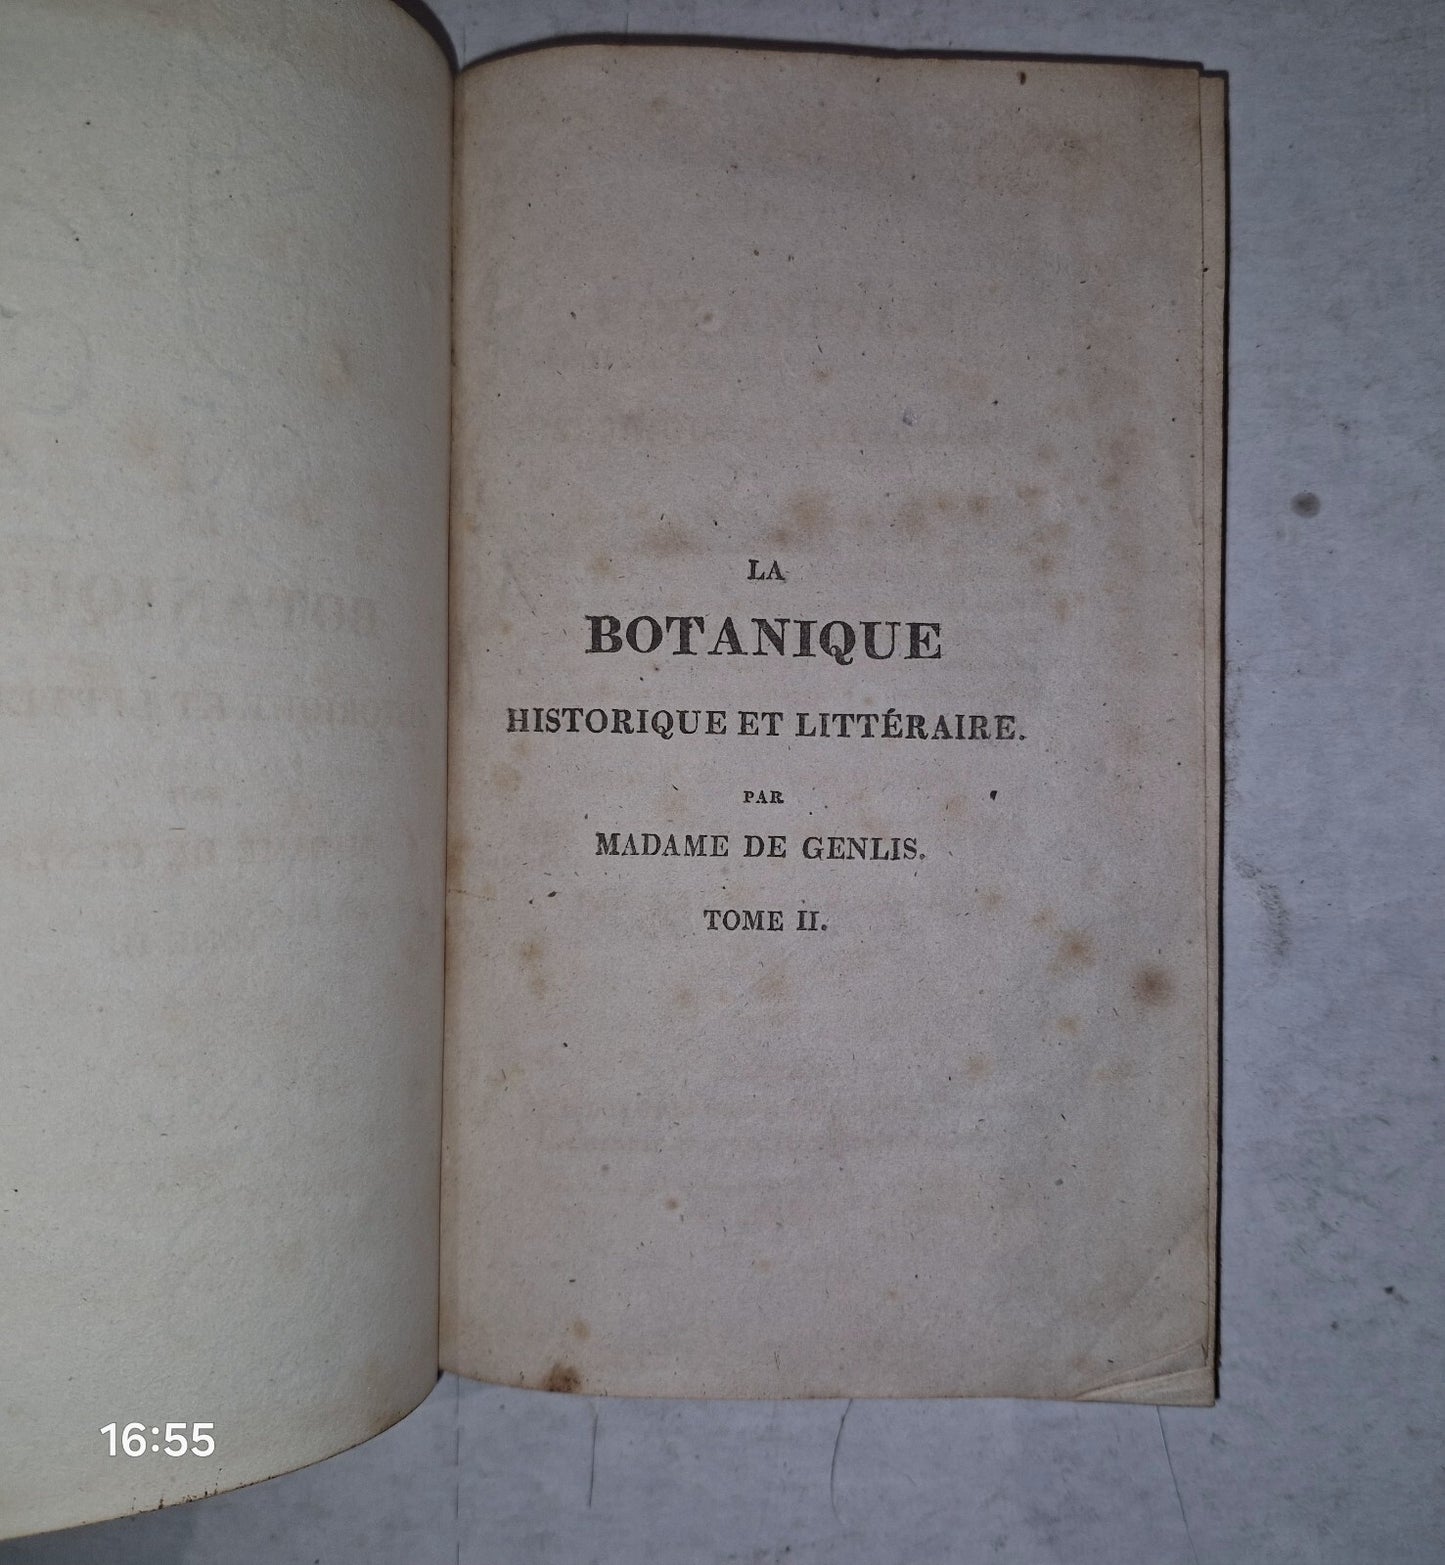 LA
BOTANIQUE
HISTORIQUE ET LITTÉRAIRE.
PAR
MADAME DE GENLIS.
TOME II.
16:55